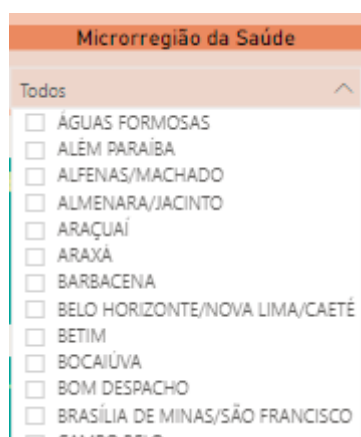 Microrregião da Saúde
Todos
ÁGUAS FORMOSAS
ALÉM PARAÍBA
ALFENAS/MACHADO
ALMENARA/JACINTO
ARAÇUAÍ
ARAXÁ
BARBACENA
BELO HORIZONTE/NOVA LIMA/CAETÉ
BETIM
BOCAIÚVA
BOM DESPACHO
BRASÍLIA DE MINAS/SÃO FRANCISCO